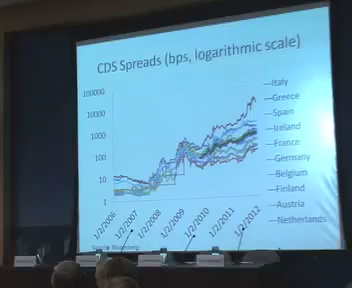 CDS Spreads (bps, logarithmic scale)
100000
10000
1000
100
10
1
1/2/2006
1/2/2007
1/2/2008
1/2/2009
1/2/2010
1/2/2011
1/2/2012
Italy
Greece
Spain
Ireland
France
Germany
Belgium
Finland
Austria
Netherlands
Source: Bloomberg